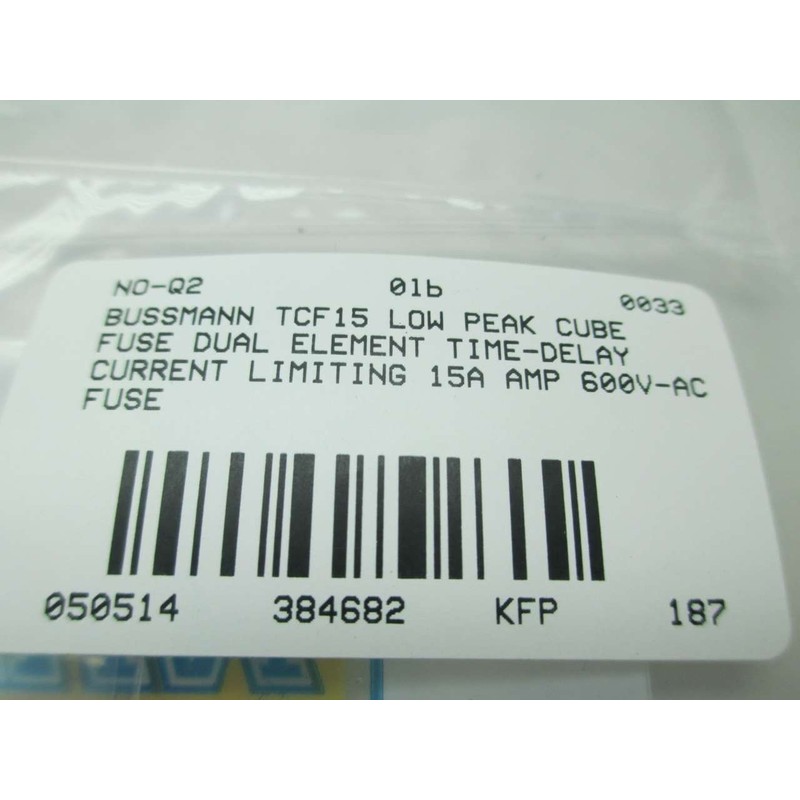 NO-Q2 01b 0033
BUSSMANN TCF15 LOW PEAK CUBE
FUSE DUAL ELEMENT TIME-DELAY
CURRENT LIMITING 15A AMP 600V-AC
FUSE
050514 384682 KFP 187